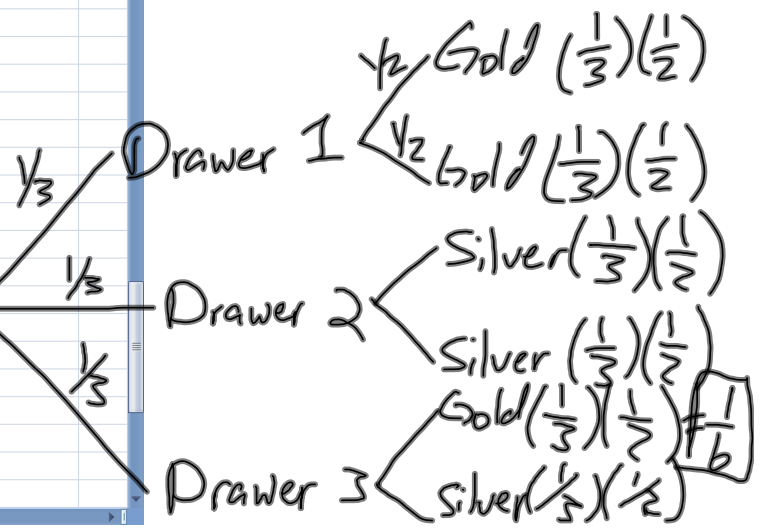 1/2 Gold (1/3)(1/2)
1/3 Drawer 1 1/2 Gold (1/3)(1/2)
Silver (1/3)(1/2)
1/3 Drawer 2
Silver (1/3)(1/2)
1/3 Gold (1/3)(1/2) = 1/6
Drawer 3 Silver (1/3)(1/2)